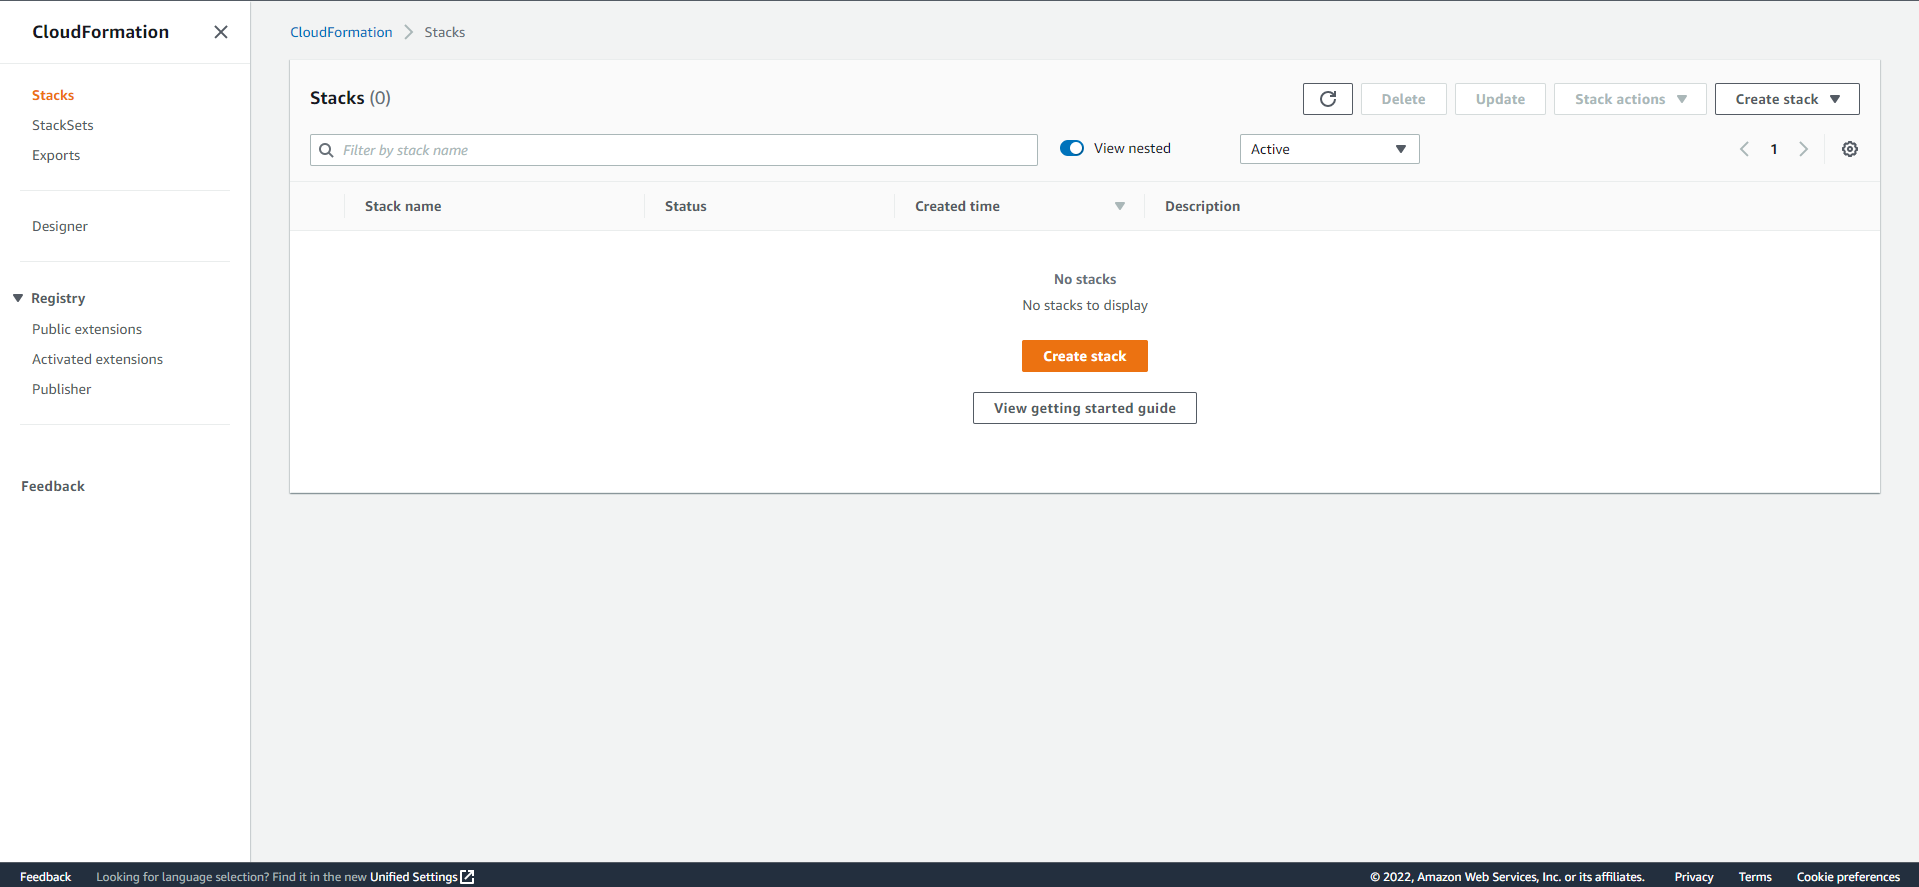 CloudFormation
Stacks
StackSets
Exports
Designer
Registry
Public extensions
Activated extensions
Publisher
Feedback
CloudFormation > Stacks
Stacks (0)
Delete
Update
Stack actions
Create stack
Filter by stack name
View nested
Active
1
Stack name
Status
Created time
Description
No stacks
No stacks to display
Create stack
View getting started guide
Feedback
Looking for language selection? Find it in the new Unified Settings
© 2022, Amazon Web Services, Inc. or its affiliates.
Privacy
Terms
Cookie preferences